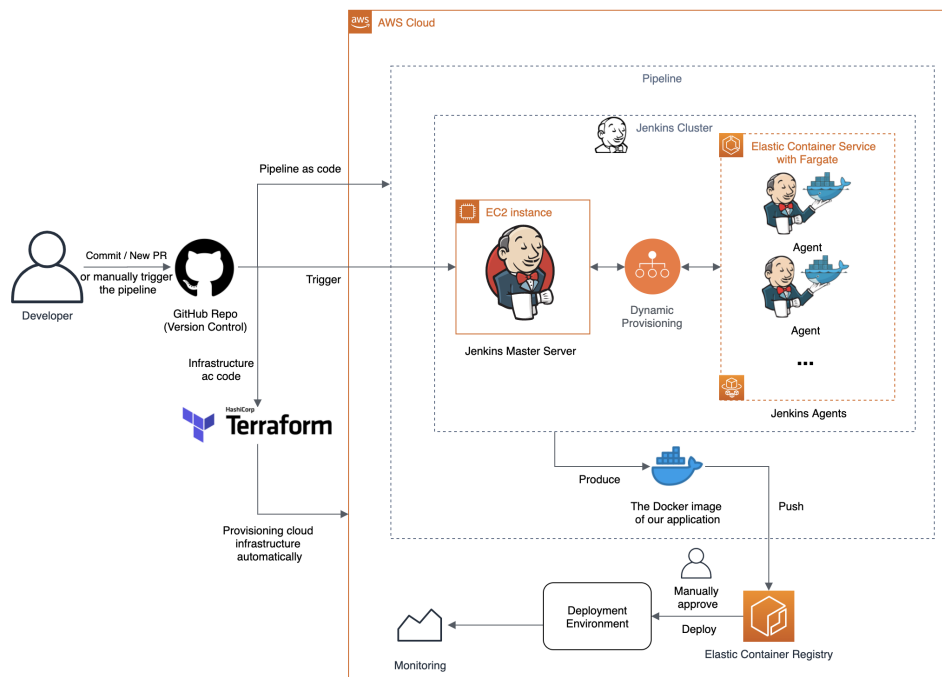 aws
AWS Cloud
Pipeline
Jenkins Cluster
Elastic Container Service
with Fargate
Pipeline as code
EC2 instance
Agent
Commit / New PR
or manually trigger
the pipeline
Trigger
Developer
GitHub Repo
(Version Control)
Dynamic
Provisioning
Agent
Jenkins Master Server
...
Infrastructure
ac code
Jenkins Agents
HashiCorp
Terraform
Produce
The Docker image
of our application
Push
Provisioning cloud
infrastructure
automatically
Manually
approve
Deployment
Environment
Deploy
Elastic Container Registry
Monitoring